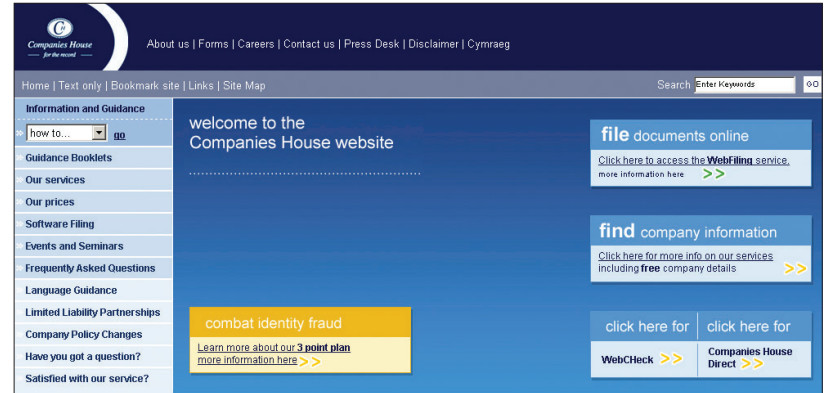 CH
Companies House
for the record
About us | Forms | Careers | Contact us | Press Desk | Disclaimer | Cymraeg
Home | Text only | Bookmark site | Links | Site Map
Search Enter Keywords GO
Information and Guidance
how to... go
Guidance Booklets
Our services
Our prices
Software Filing
Events and Seminars
Frequently Asked Questions
Language Guidance
Limited Liability Partnerships
Company Policy Changes
Have you got a question?
Satisfied with our service?
welcome to the
Companies House website
combat identity fraud
Learn more about our 3 point plan
more information here >>
file documents online
Click here to access the WebFiling service.
more information here >>
find company information
Click here for more info on our services
including free company details >>
click here for
WebCHeck >>
click here for
Companies House
Direct >>